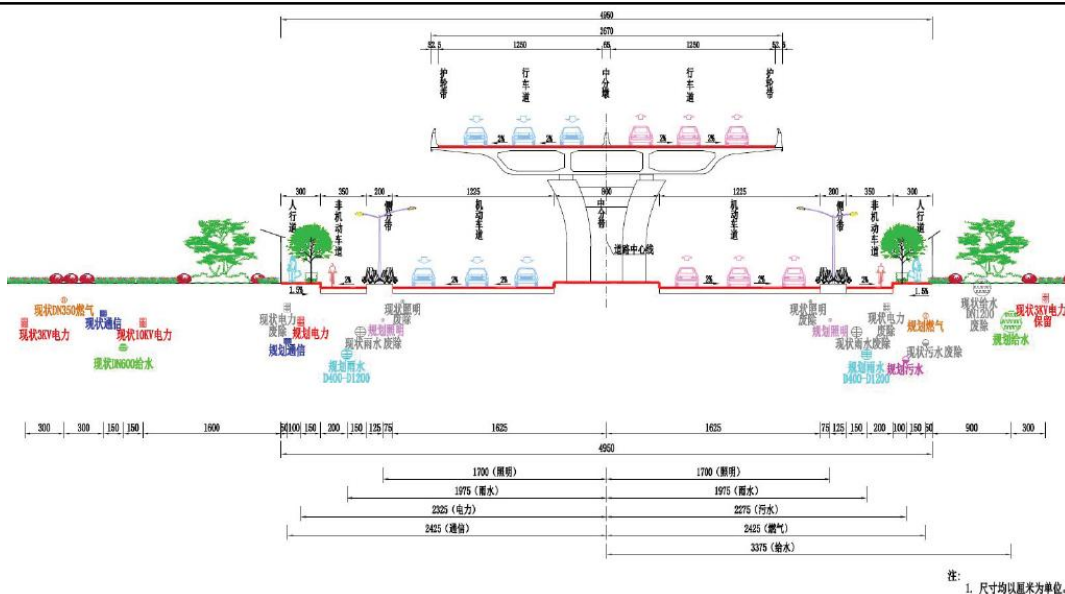 4950
2570
52.5
1250
65
1250
52.5
护轮带
行车道
中分墩
行车道
护轮带
2%
2%
2%
2%
300
350
200
1225
900
1225
200
350
300
人行道
非机动车道
侧分带
机动车道
中分带
机动车道
侧分带
非机动车道
人行道
道路中心线
1.5%
2%
2%
2%
2%
2%
2%
1.5%
现状DN350燃气
现状3KV电力
现状通信
现状10KV电力
现状DN600给水
现状电力
废除
规划电力
规划通信
现状照明
废除
规划照明
现状雨水废除
规划雨水
D400-D1200
现状照明
废除
规划照明
现状电力
废除
现状雨水废除
规划雨水
D400-D1200
规划燃气
现状污水废除
规划污水
现状给水
DN1200
废除
规划给水
现状3KV电力
保留
300
300
150
150
1600
50
100
150
200
150
125
75
1625
1625
75
125
150
200
100
150
50
900
300
4950
1700（照明）
1700（照明）
1975（雨水）
1975（雨水）
2325（电力）
2275（污水）
2425（通信）
2425（燃气）
3375（给水）
注:
1. 尺寸均以厘米为单位。